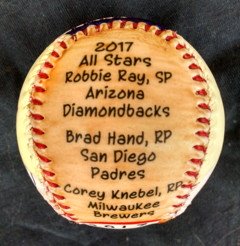 2017
All Stars
Robbie Ray, SP
Arizona
Diamondbacks
Brad Hand, RP
San Diego
Padres
Corey Knebel, RP
Milwaukee
Brewers